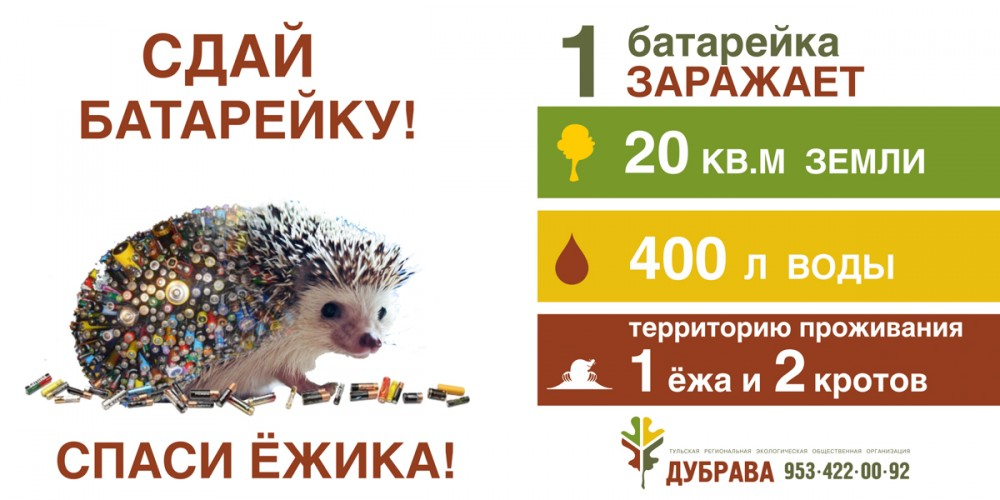 СДАЙ
БАТАРЕЙКУ!
СПАСИ ЁЖИКА!
1 батарейка
ЗАРАЖАЕТ
20 КВ.М ЗЕМЛИ
400 Л ВОДЫ
территорию проживания
1 ёжа и 2 кротов
ТУЛЬСКАЯ РЕГИОНАЛЬНАЯ ЭКОЛОГИЧЕСКАЯ ОБЩЕСТВЕННАЯ ОРГАНИЗАЦИЯ
ДУБРАВА 953·422·00·92